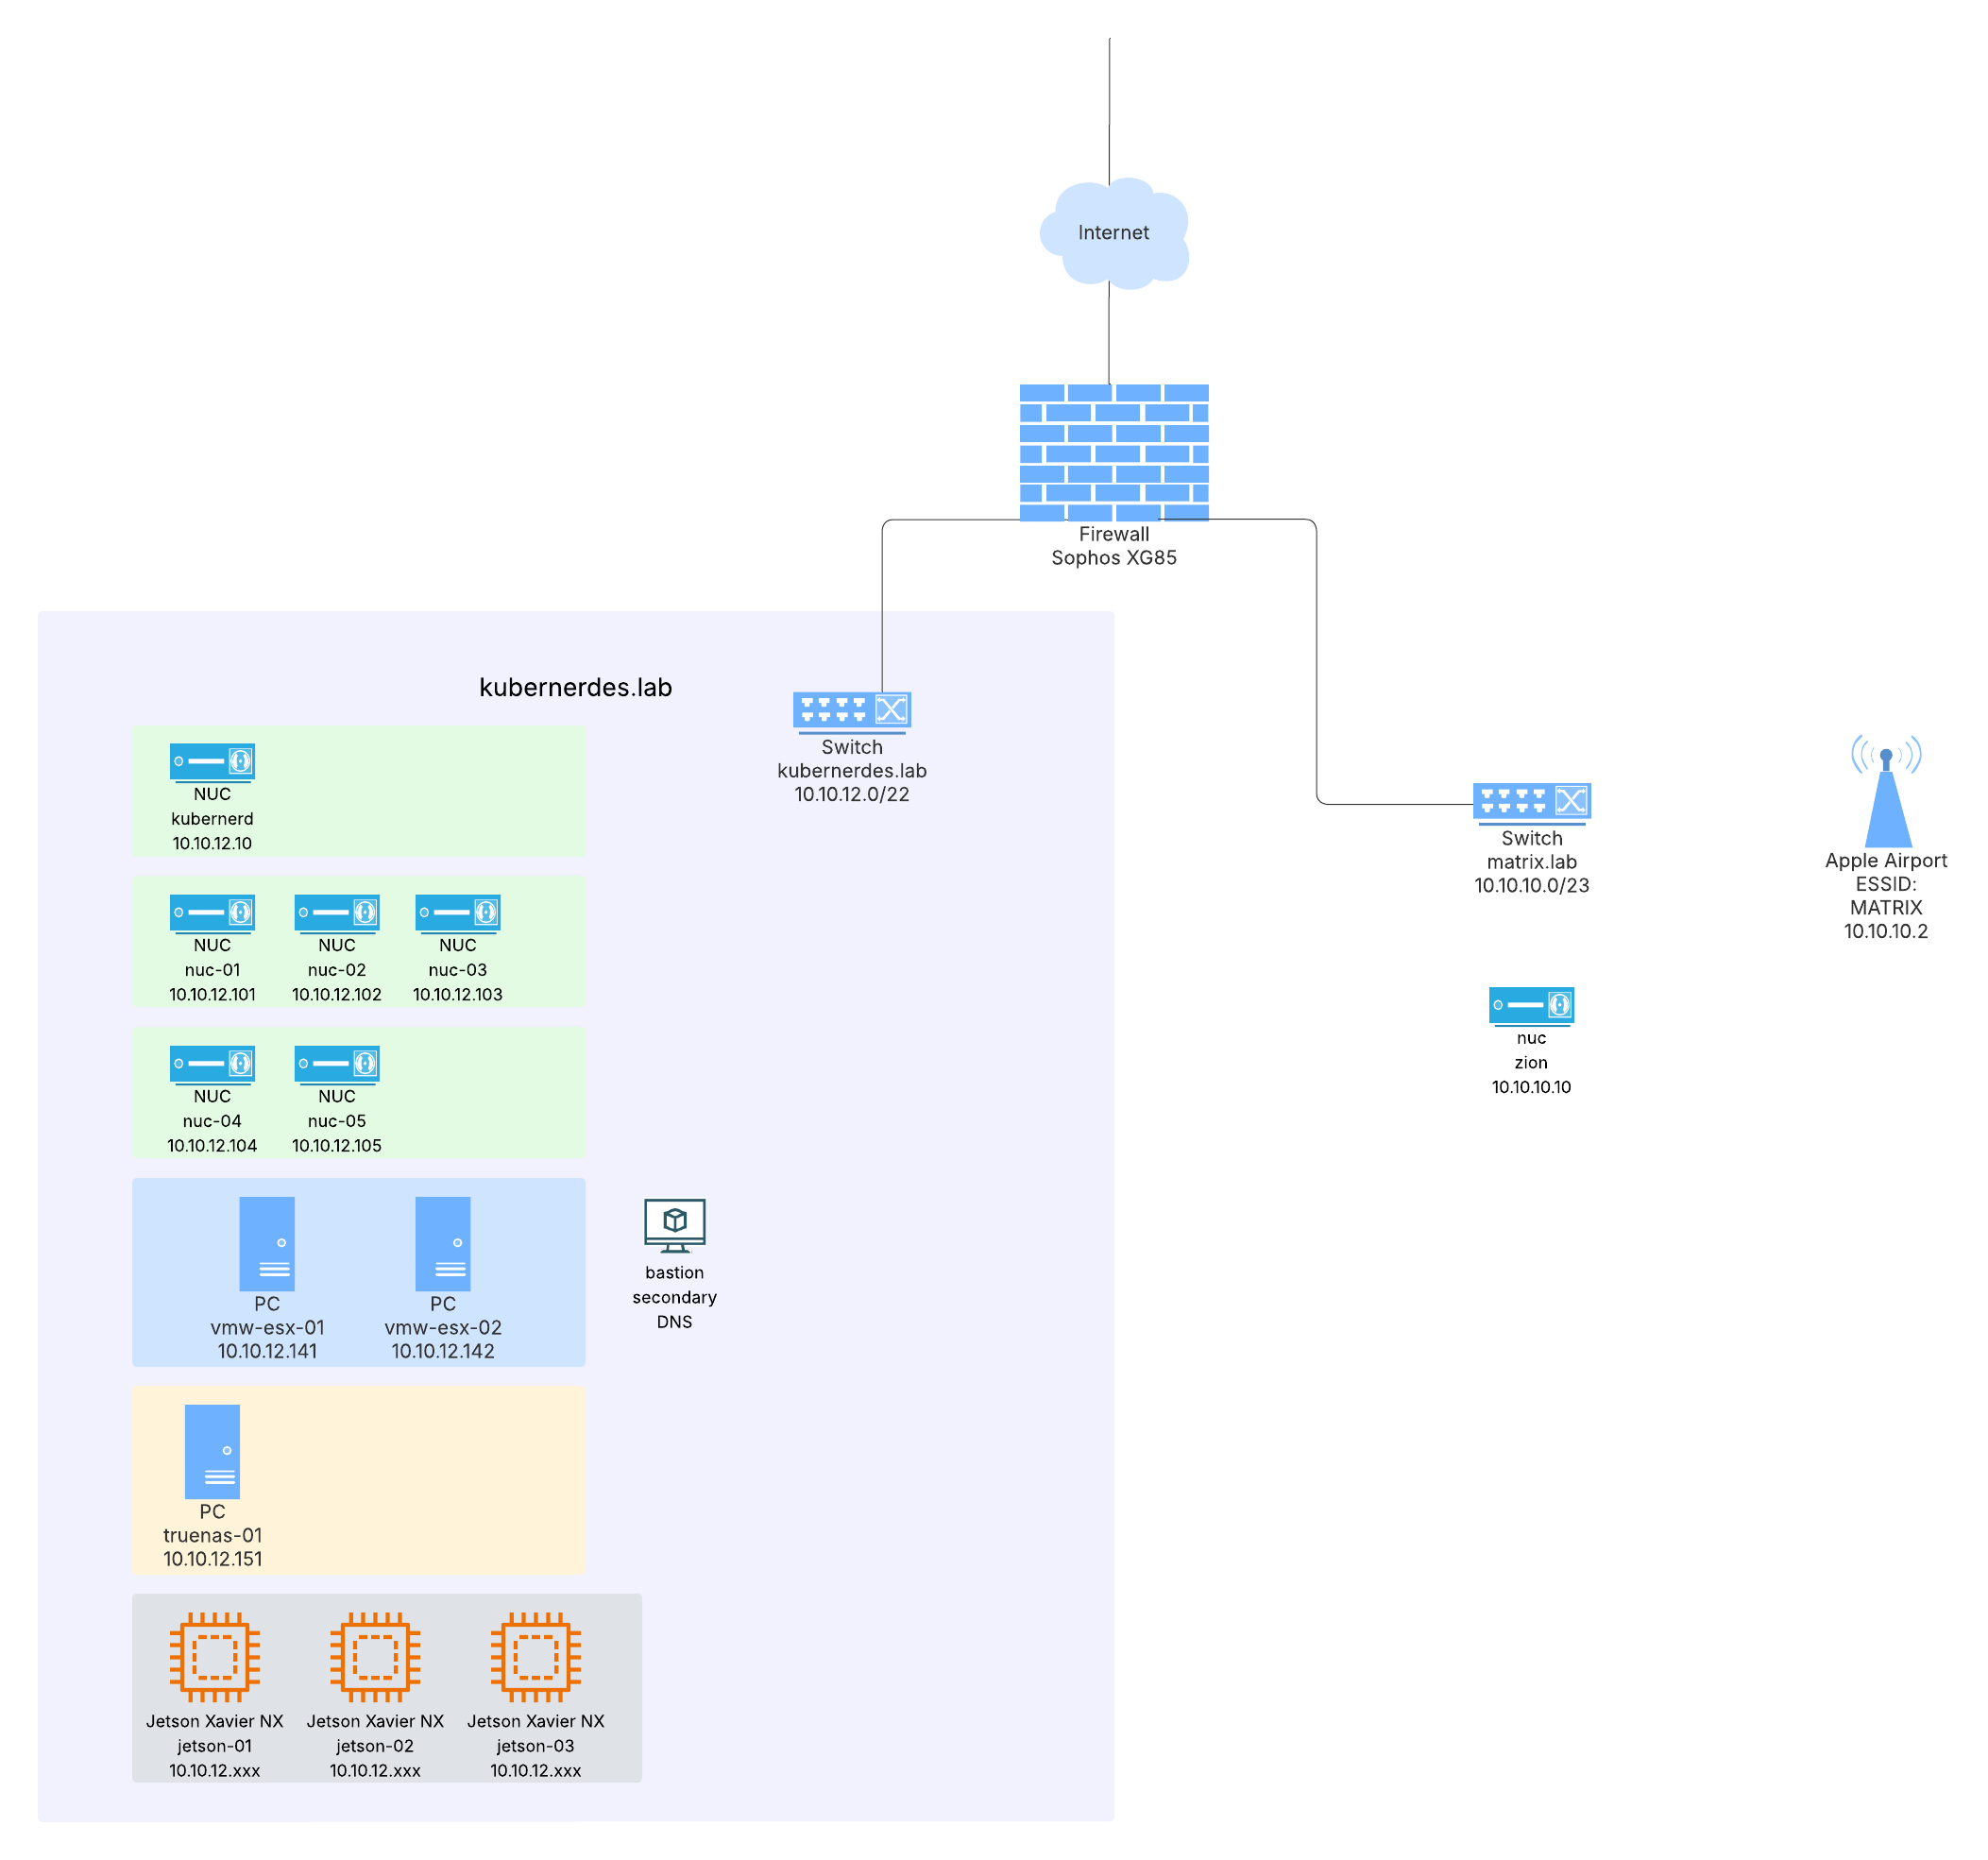 Internet
Firewall
Sophos XG85
kubernerdes.lab
Switch
kubernerdes.lab
10.10.12.0/22
NUC
kubernerd
10.10.12.10
NUC
nuc-01
10.10.12.101
NUC
nuc-02
10.10.12.102
NUC
nuc-03
10.10.12.103
NUC
nuc-04
10.10.12.104
NUC
nuc-05
10.10.12.105
PC
vmw-esx-01
10.10.12.141
PC
vmw-esx-02
10.10.12.142
bastion
secondary
DNS
PC
truenas-01
10.10.12.151
Jetson Xavier NX
jetson-01
10.10.12.xxx
Jetson Xavier NX
jetson-02
10.10.12.xxx
Jetson Xavier NX
jetson-03
10.10.12.xxx
Switch
matrix.lab
10.10.10.0/23
Apple Airport
ESSID:
MATRIX
10.10.10.2
nuc
zion
10.10.10.10